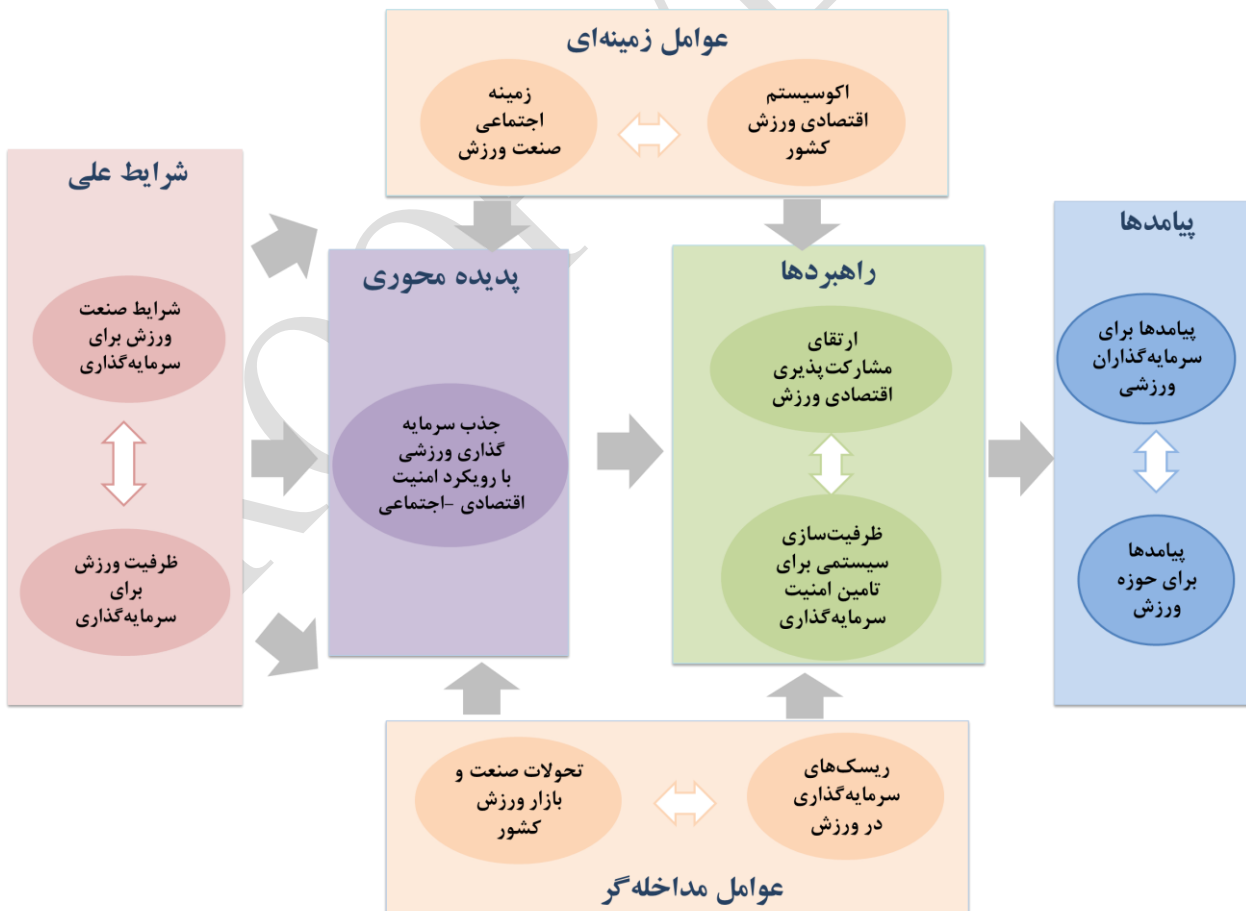 عوامل زمینه‌ای
اکوسیستم
اقتصادی ورزش
کشور
زمینه
اجتماعی
صنعت ورزش
شرایط علی
شرایط صنعت
ورزش برای
سرمایه‌گذاری
ظرفیت ورزش
برای
سرمایه‌گذاری
پدیده محوری
جذب سرمایه
گذاری ورزشی
با رویکرد امنیت
اقتصادی -اجتماعی
راهبردها
ارتقای
مشارکت‌پذیری
اقتصادی ورزش
ظرفیت‌سازی
سیستمی برای
تامین امنیت
سرمایه‌گذاری
پیامدها
پیامدها برای
سرمایه‌گذاران
ورزشی
پیامدها
برای حوزه
ورزش
ریسک‌های
سرمایه‌گذاری
در ورزش
تحولات صنعت و
بازار ورزش
کشور
عوامل مداخله‌گر